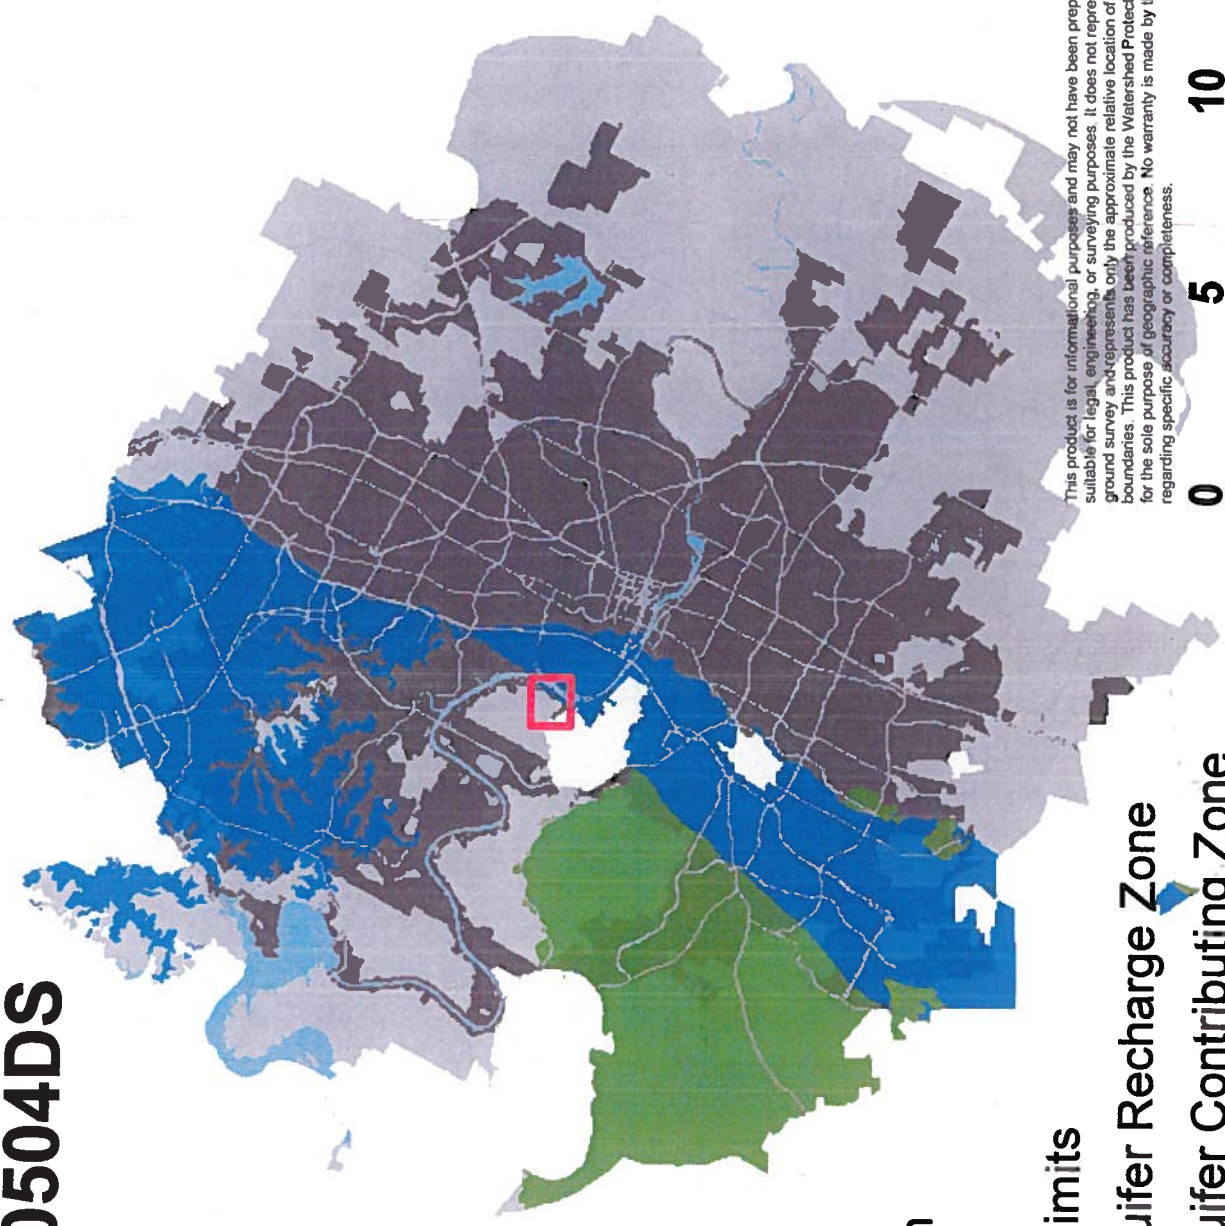 0504DS
This product is for informational purposes and may not have been prep
suitable for legal, engineering, or surveying purposes. It does not repre
ground survey and represents only the approximate relative location of
boundaries. This product has been produced by the Watershed Protect
for the sole purpose of geographic reference. No warranty is made by t
regarding specific accuracy or completeness.
0 5 10
imits
uifer Recharge Zone
uifer Contributing Zone